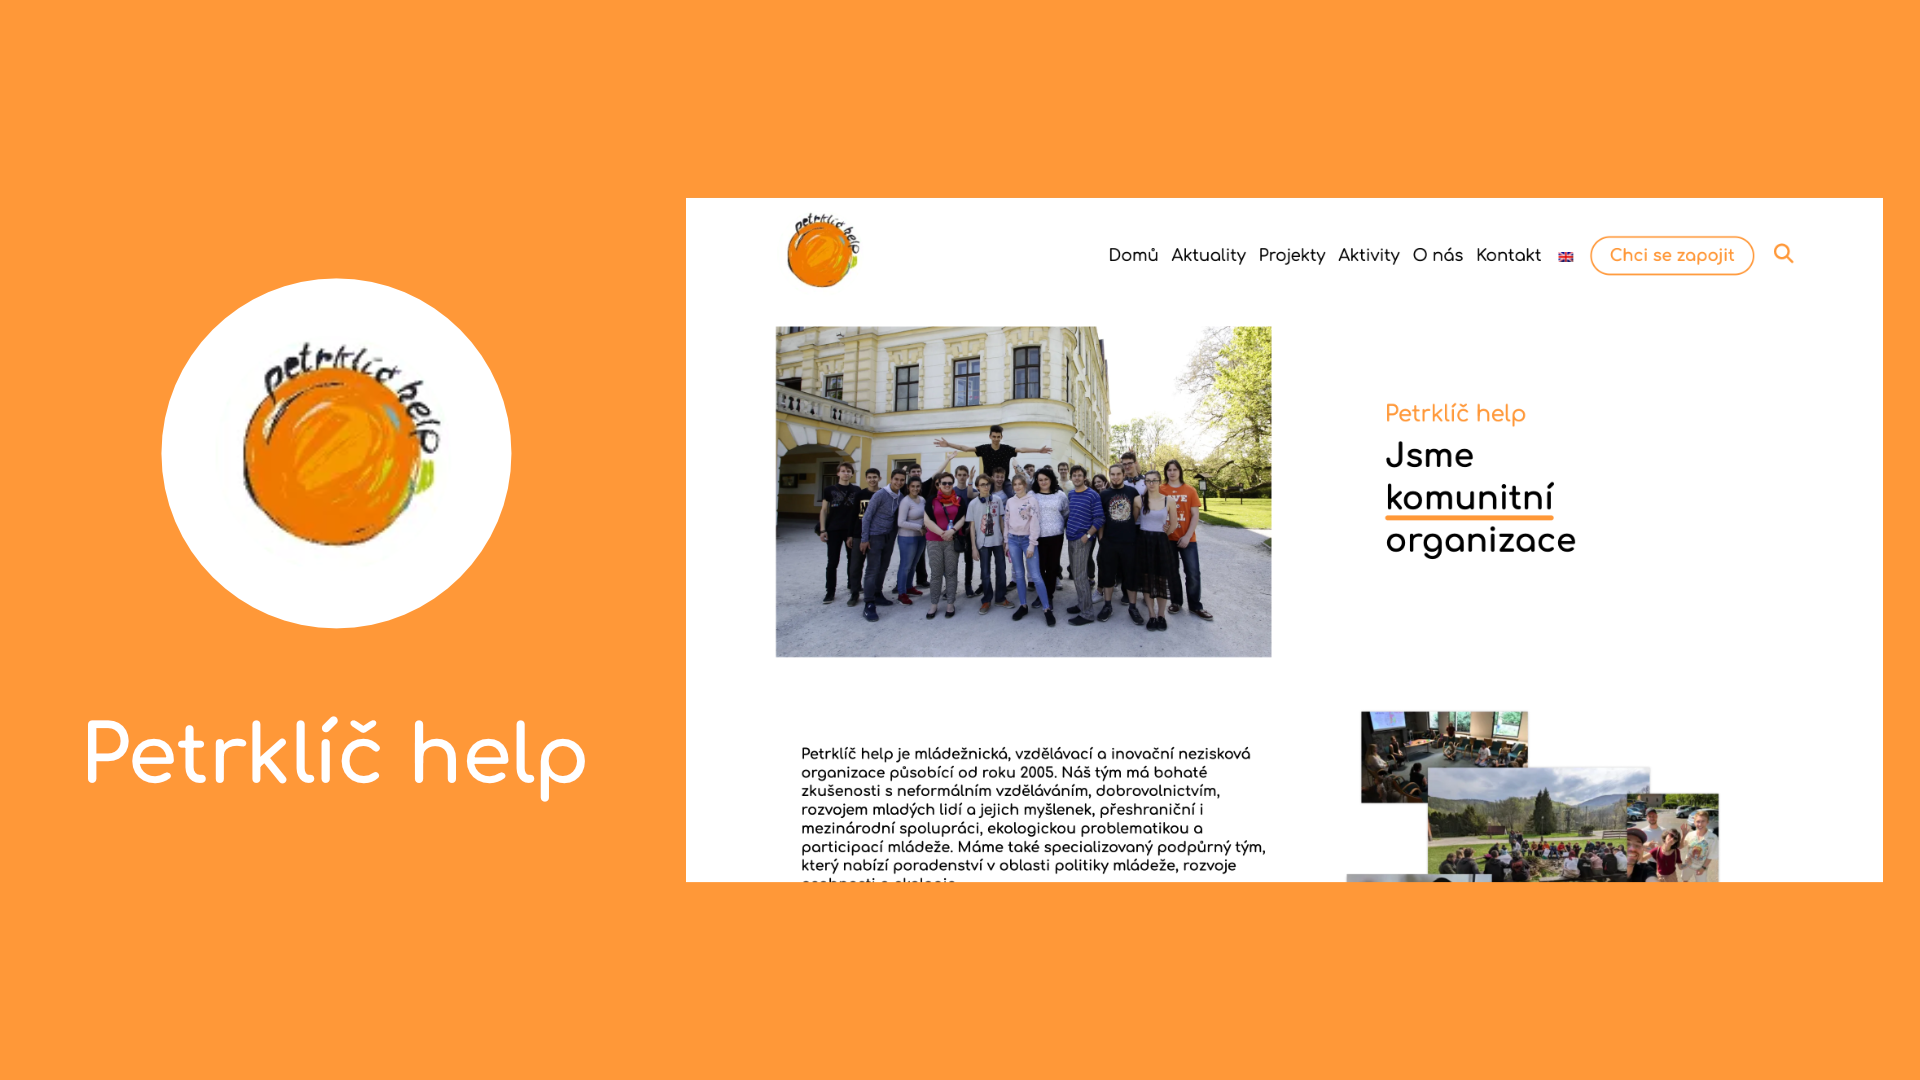 petrklíč help
Petrklíč help
petrklíč help
Domů Aktuality Projekty Aktivity O nás Kontakt Chci se zapojit
Petrklíč help
Jsme
komunitní
organizace
Petrklíč help je mládežnická, vzdělávací a inovační nezisková
organizace působící od roku 2005. Náš tým má bohaté
zkušenosti s neformálním vzděláváním, dobrovolnictvím,
rozvojem mladých lidí a jejich myšlenek, přeshraniční i
mezinárodní spolupráci, ekologickou problematikou a
participací mládeže. Máme také specializovaný podpůrný tým,
který nabízí poradenství v oblasti politiky mládeže, rozvoje